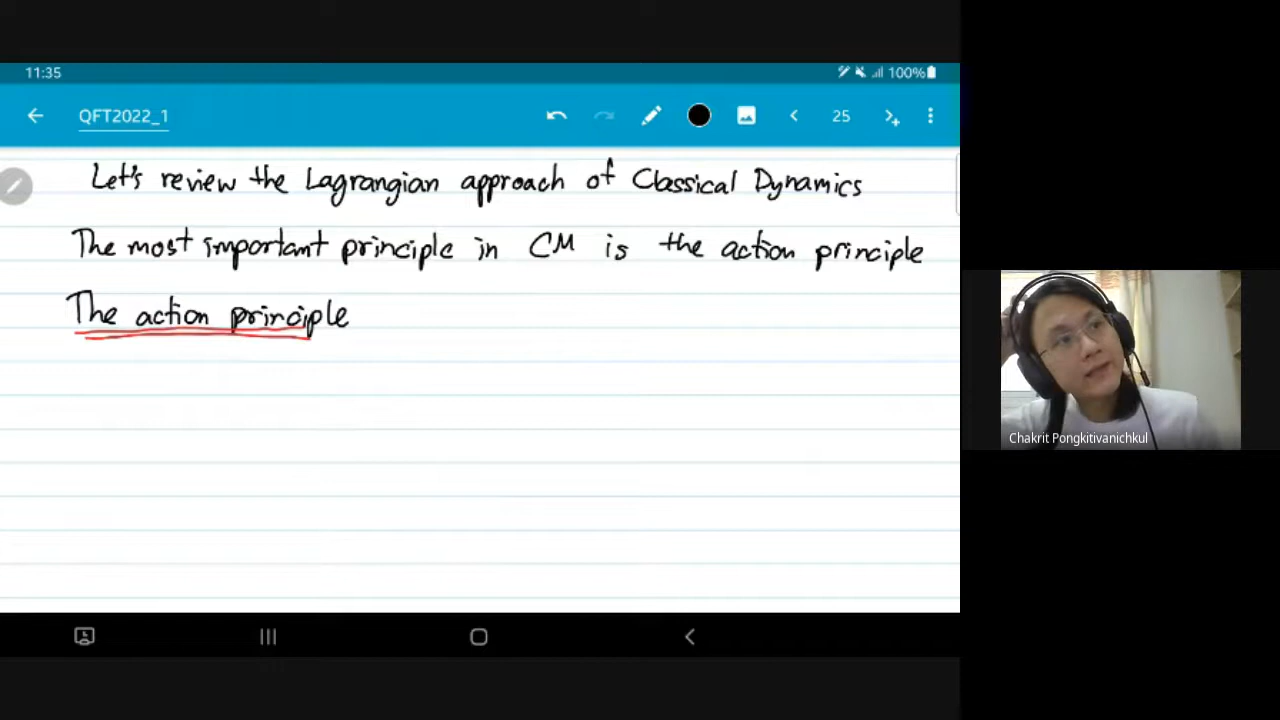 11:35
100%
QFT2022_1
25
Let's review the Lagrangian approach of Classical Dynamics
The most important principle in CM is the action principle
The action principle
Chakrit Pongkitivanichkul